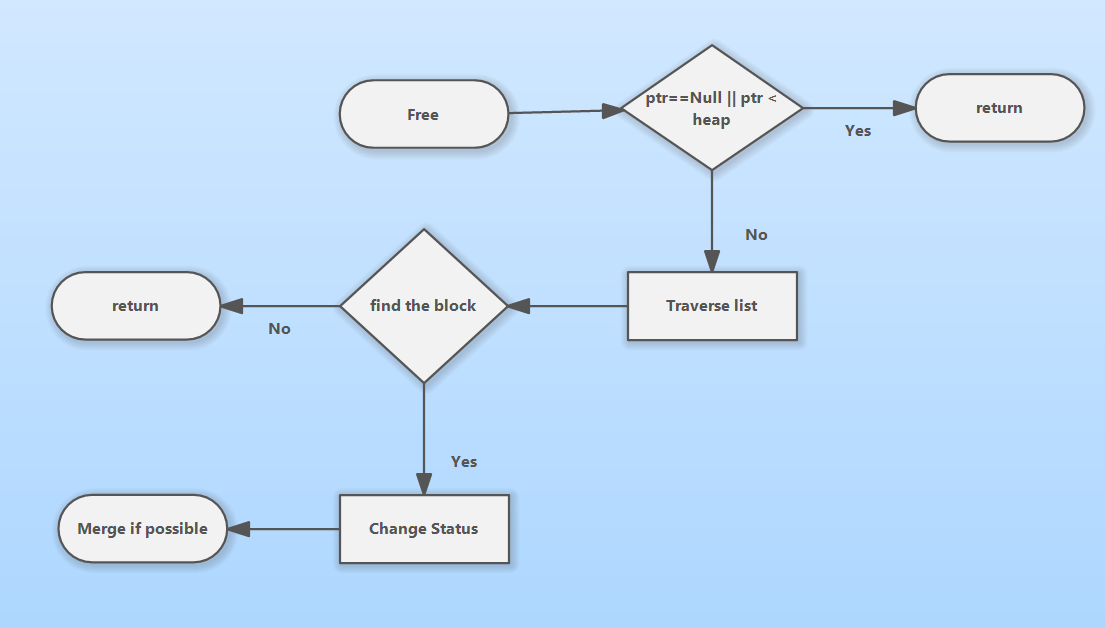 Free
ptr==Null || ptr <
heap
return
Yes
No
Traverse list
find the block
No
return
Yes
Change Status
Merge if possible